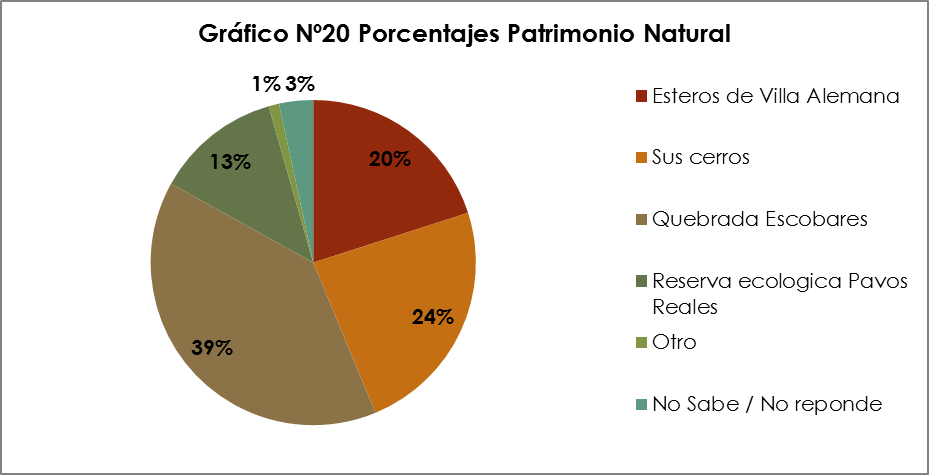 Gráfico Nº20 Porcentajes Patrimonio Natural
1% 3%
20%
13%
24%
39%
Esteros de Villa Alemana
Sus cerros
Quebrada Escobares
Reserva ecologica Pavos
Reales
Otro
No Sabe / No reponde